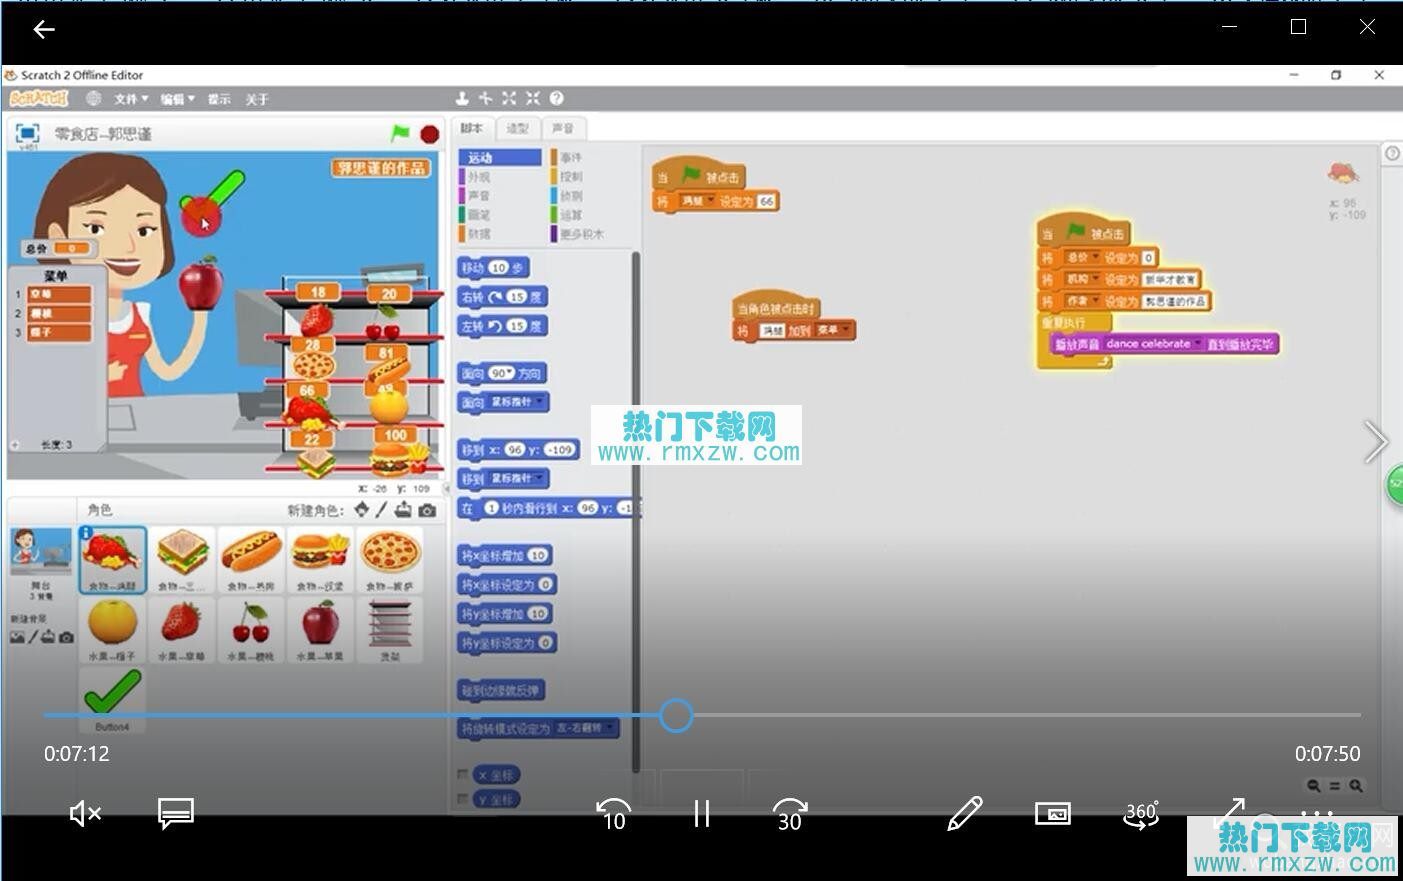 Scratch 2 Offline Editor
SCRATCH 文件 编辑 提示 关于
零食店—郭思谨
v461
脚本 造型 声音
郭思谨的作品
总价 0
菜单
1 草莓
2 樱桃
3 橘子
长度: 3
18 20
28 81
66
22 100
x: -26 y: 109
运动 事件
外观 控制
声音 侦测
画笔 运算
数据 更多积木
移动 10 步
右转 15 度
左转 15 度
面向 90 方向
面向 鼠标指针
移到 x: 96 y: -109
移到 鼠标指针
在 1 秒内滑行到 x: 96 y:
将x坐标增加 10
将x坐标设定为 0
将y坐标增加 10
将y坐标设定为 0
碰到边缘就反弹
将旋转模式设定为 左-右翻转
x 坐标
y 坐标
当 被点击
将 鸡腿 设定为 66
当角色被点击时
将 鸡腿 加到 菜单
当 被点击
将 总价 设定为 0
将 机构 设定为 新华才教育
将 作者 设定为 郭思谨的作品
重复执行
播放声音 dance celebrate 直到播放完毕
x: 96
y: -109
角色 新建角色:
舞台
3 背景
新建背景
食物—鸡腿 食物—三... 食物—热狗 食物—汉堡 食物—披萨
水果—橘子 水果—草莓 水果—樱桃 水果—苹果 货架
Button4
热门下载网
www.rmxzw.com
52
0:07:12 0:07:50
10 30 360°
热门下载网
www.rmxzw.com